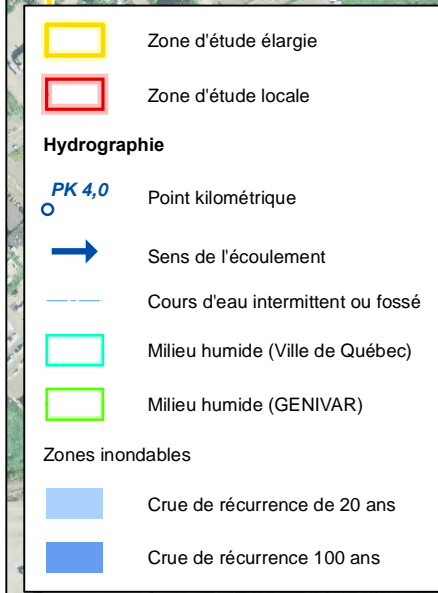 Zone d'étude élargie
Zone d'étude locale
Hydrographie
PK 4,0
Point kilométrique
Sens de l'écoulement
Cours d'eau intermittent ou fossé
Milieu humide (Ville de Québec)
Milieu humide (GENIVAR)
Zones inondables
Crue de récurrence de 20 ans
Crue de récurrence 100 ans